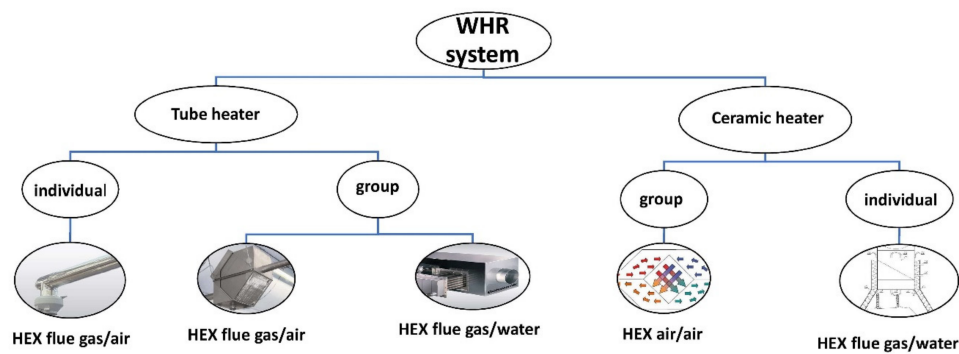 WHR
system
Tube heater
Ceramic heater
individual
group
group
individual
HEX flue gas/air
HEX flue gas/air
HEX flue gas/water
HEX air/air
HEX flue gas/water